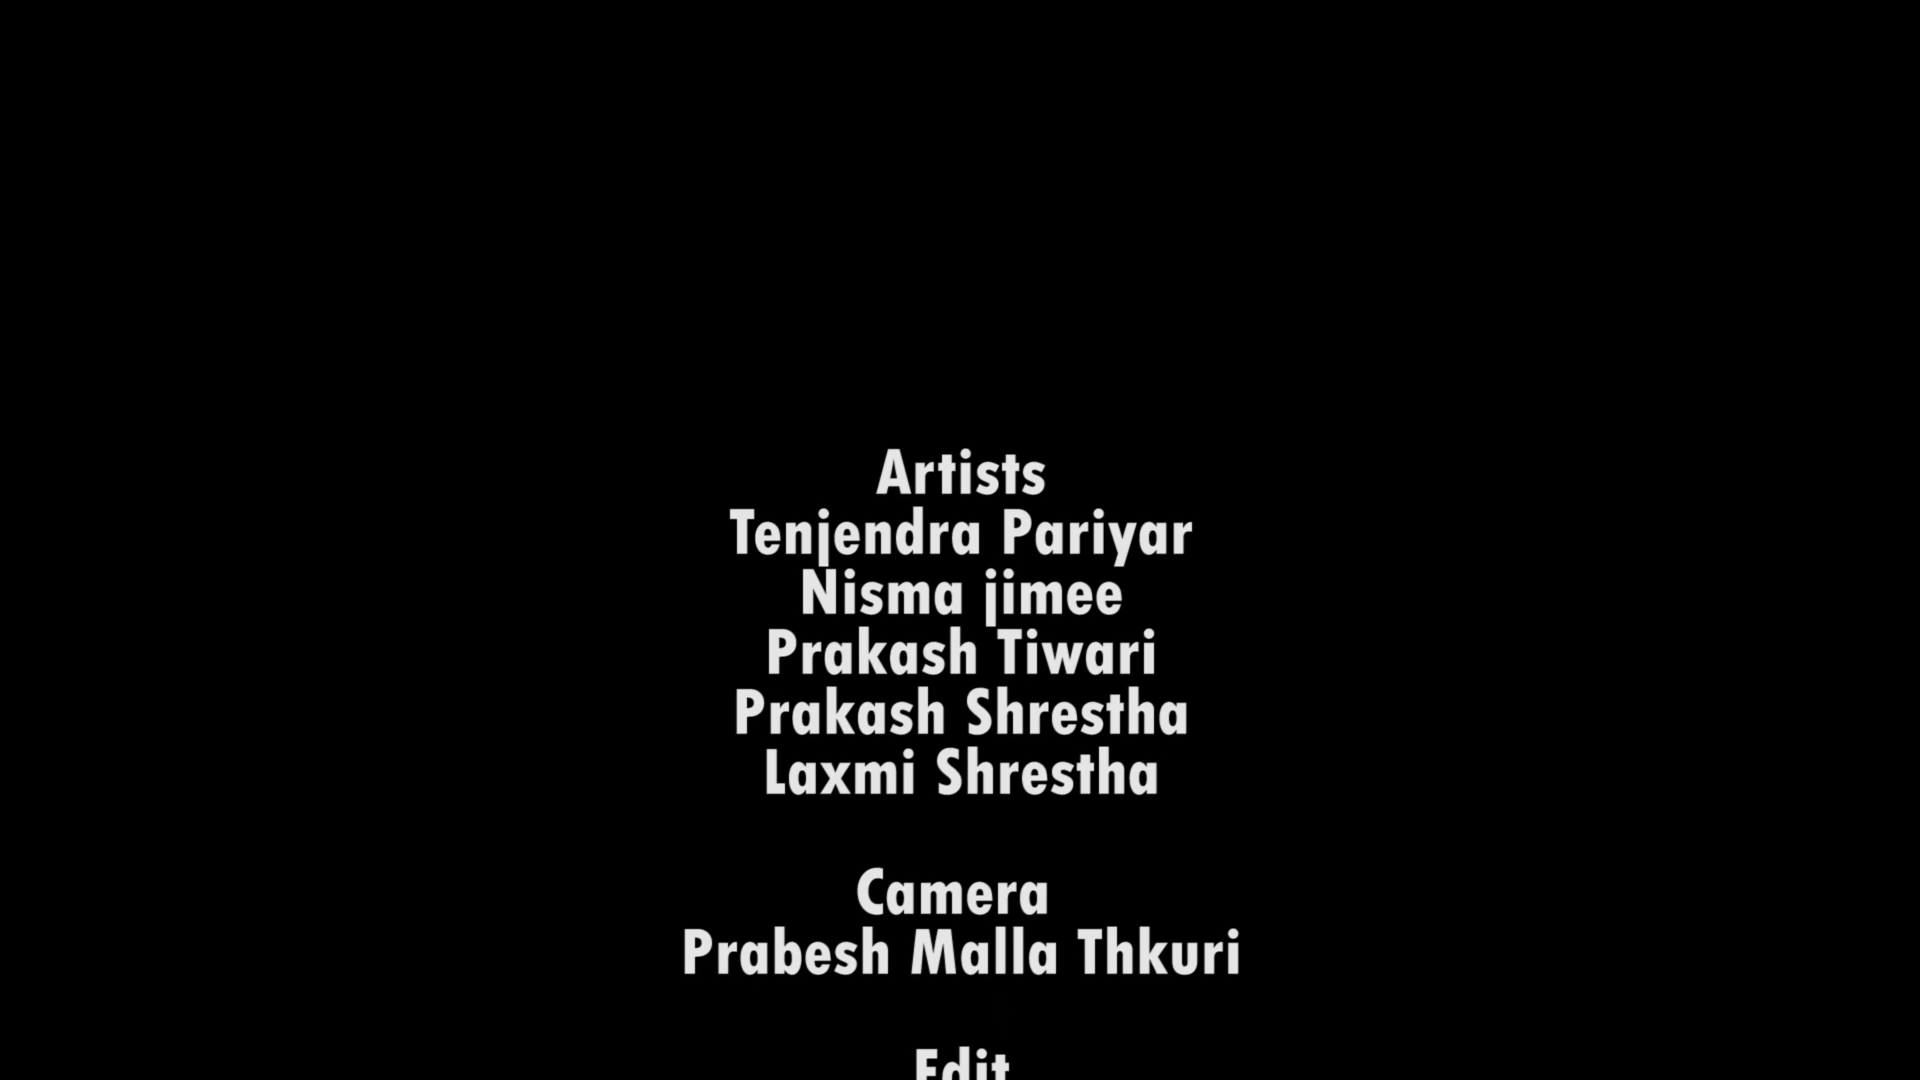 Artists
Tenjendra Pariyar
Nisma jimee
Prakash Tiwari
Prakash Shrestha
Laxmi Shrestha
Camera
Prabesh Malla Thkuri
Edit